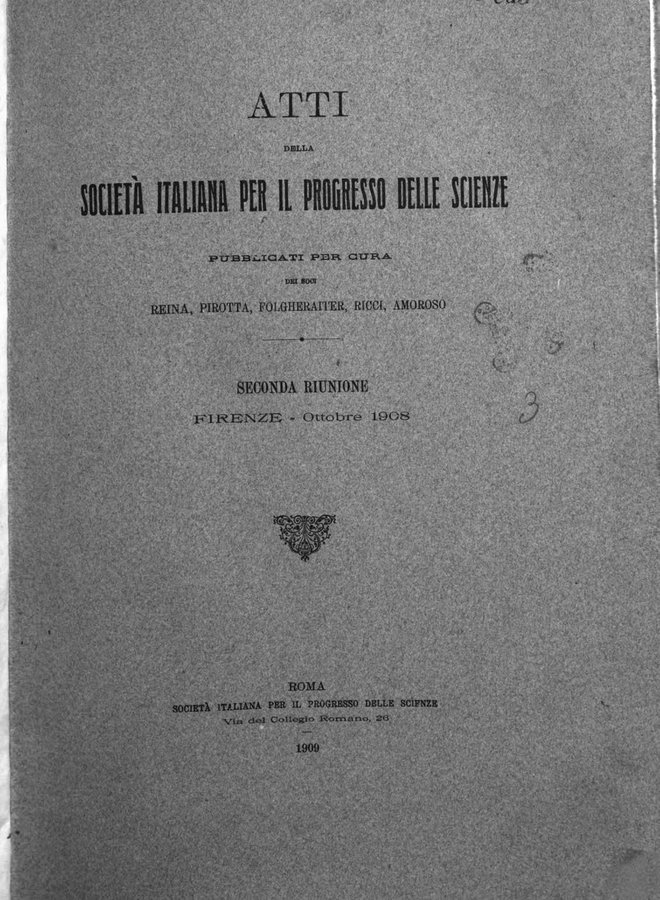 ATTI
DELLA
SOCIETÀ ITALIANA PER IL PROGRESSO DELLE SCIENZE
PUBBLICATI PER CURA
DEI SOCI
REINA, PIROTTA, FOLGHERAITER, RICCI, AMOROSO
SECONDA RIUNIONE
FIRENZE - Ottobre 1908
3
ROMA
SOCIETÀ ITALIANA PER IL PROGRESSO DELLE SCIENZE
Via del Collegio Romano, 26
1909